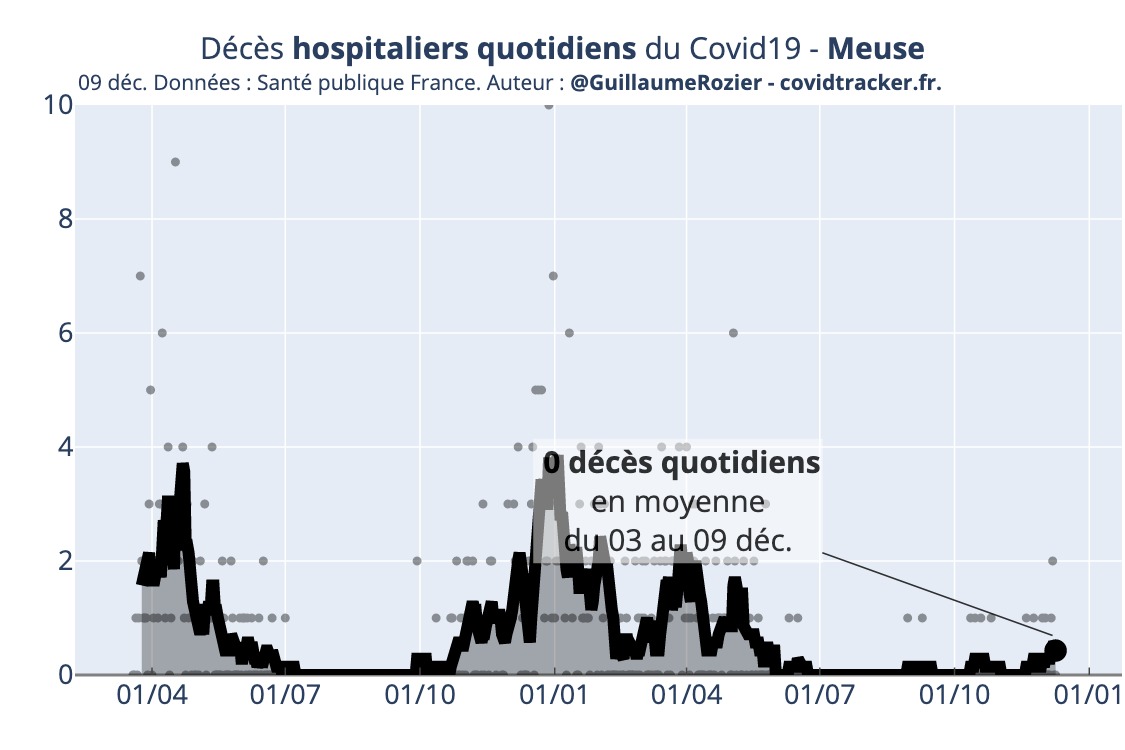 Décès hospitaliers quotidiens du Covid19 - Meuse
09 déc. Données : Santé publique France. Auteur : @GuillaumeRozier - covidtracker.fr.
10
8
6
4
2
0
0 décès quotidiens
en moyenne
du 03 au 09 déc.
01/04 01/07 01/10 01/01 01/04 01/07 01/10 01/01